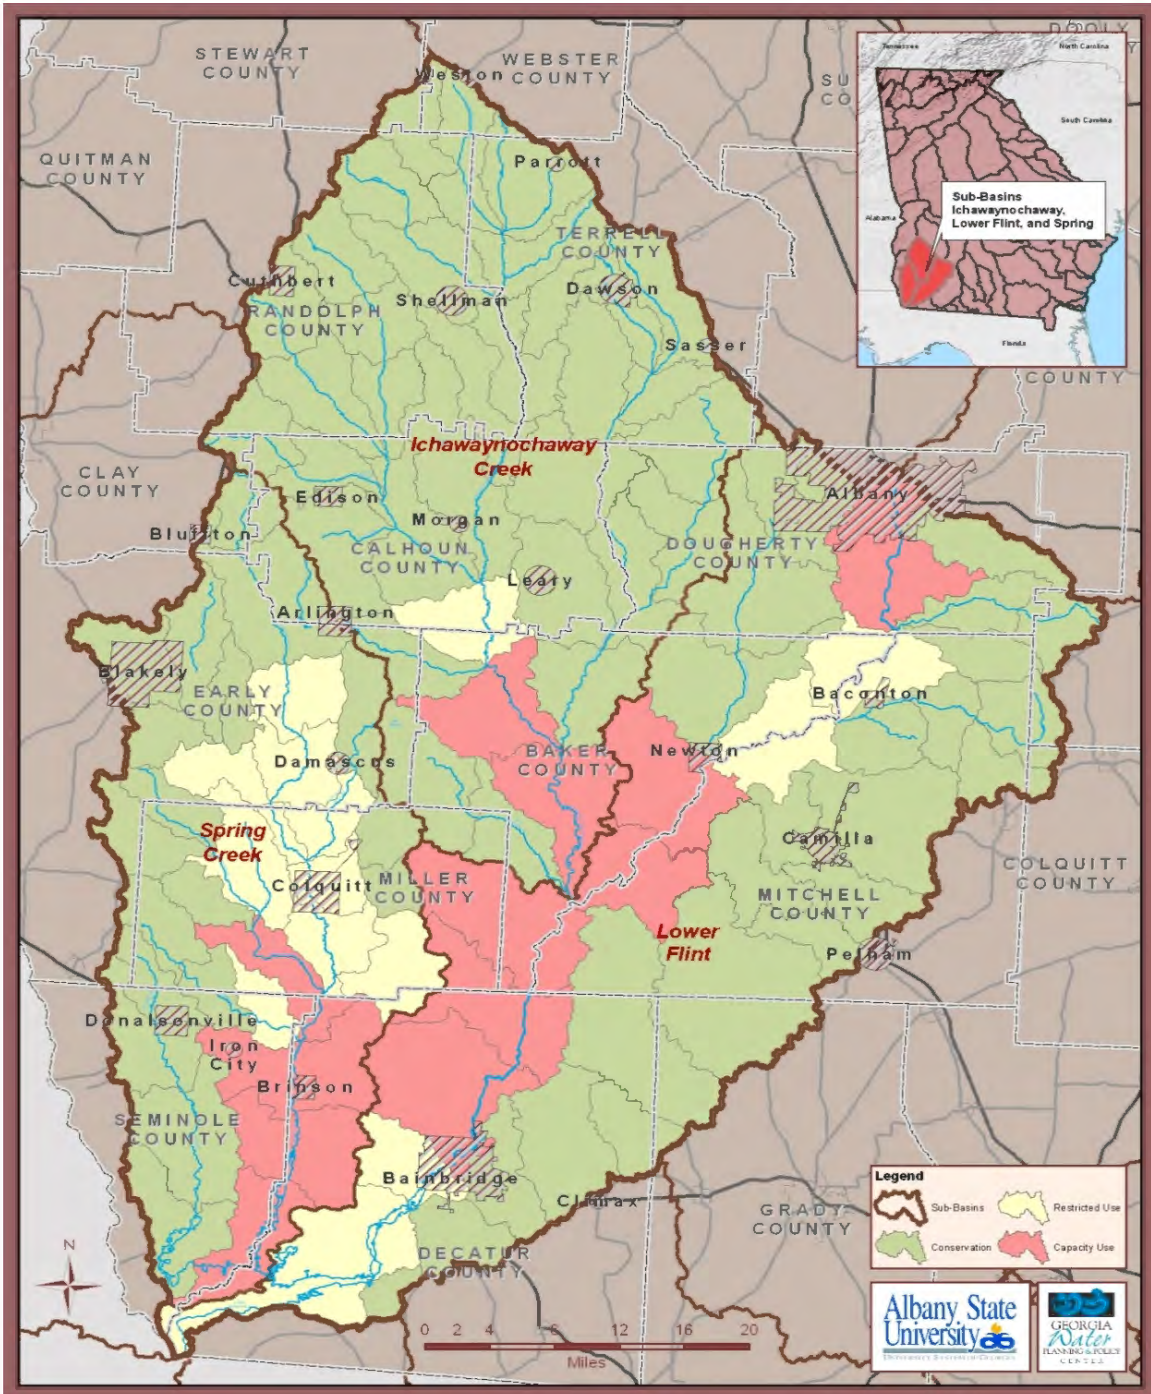 STEWART
COUNTY
WEBSTER
COUNTY
DOOLY
SU
CO
Weston
QUITMAN
COUNTY
Parrott
TERRELL
COUNTY
Cuthbert
Shellman
Dawson
RANDOLPH
COUNTY
Sasser
COUNTY
Tennessee
North Carolina
South Carolina
Alabama
Sub-Basins
Ichawaynochaway,
Lower Flint, and Spring
Florida
Ichawaynochaway
Creek
CLAY
COUNTY
Edison
Albany
Morgan
Bluffton
CALHOUN
COUNTY
DOUGHERTY
COUNTY
Leary
Arlington
Blakely
EARLY
COUNTY
Baconton
Damascus
BAKER
COUNTY
Newton
Spring
Creek
Camilla
Colquitt
MILLER
COUNTY
MITCHELL
COUNTY
COLQUITT
COUNTY
Lower
Flint
Pelham
Donalsonville
Iron
City
Brinson
SEMINOLE
COUNTY
Bainbridge
Climax
GRADY
COUNTY
DECATUR
COUNTY
N
0 2 4 8 12 16 20
Miles
Legend
Sub-Basins
Restricted Use
Conservation
Capacity Use
Albany State
University
GEORGIA
Water
PLANNING & POLICY
CENTER